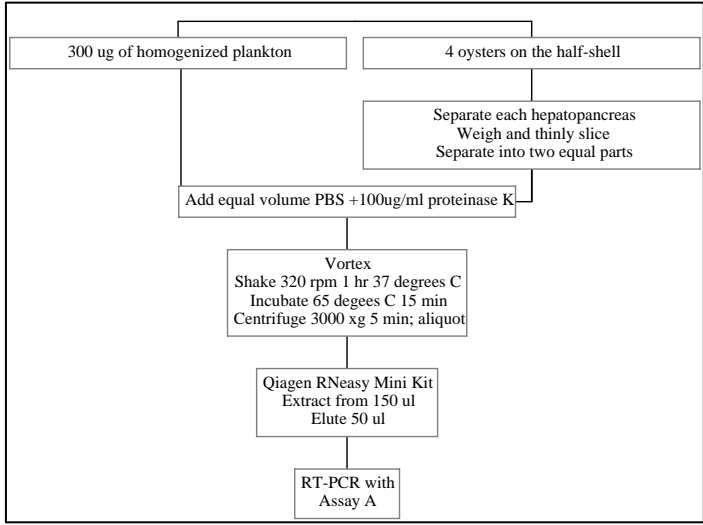 300 ug of homogenized plankton
4 oysters on the half-shell
Separate each hepatopancreas
Weigh and thinly slice
Separate into two equal parts
Add equal volume PBS +100ug/ml proteinase K
Vortex
Shake 320 rpm 1 hr 37 degrees C
Incubate 65 degees C 15 min
Centrifuge 3000 xg 5 min; aliquot
Qiagen RNeasy Mini Kit
Extract from 150 ul
Elute 50 ul
RT-PCR with
Assay A